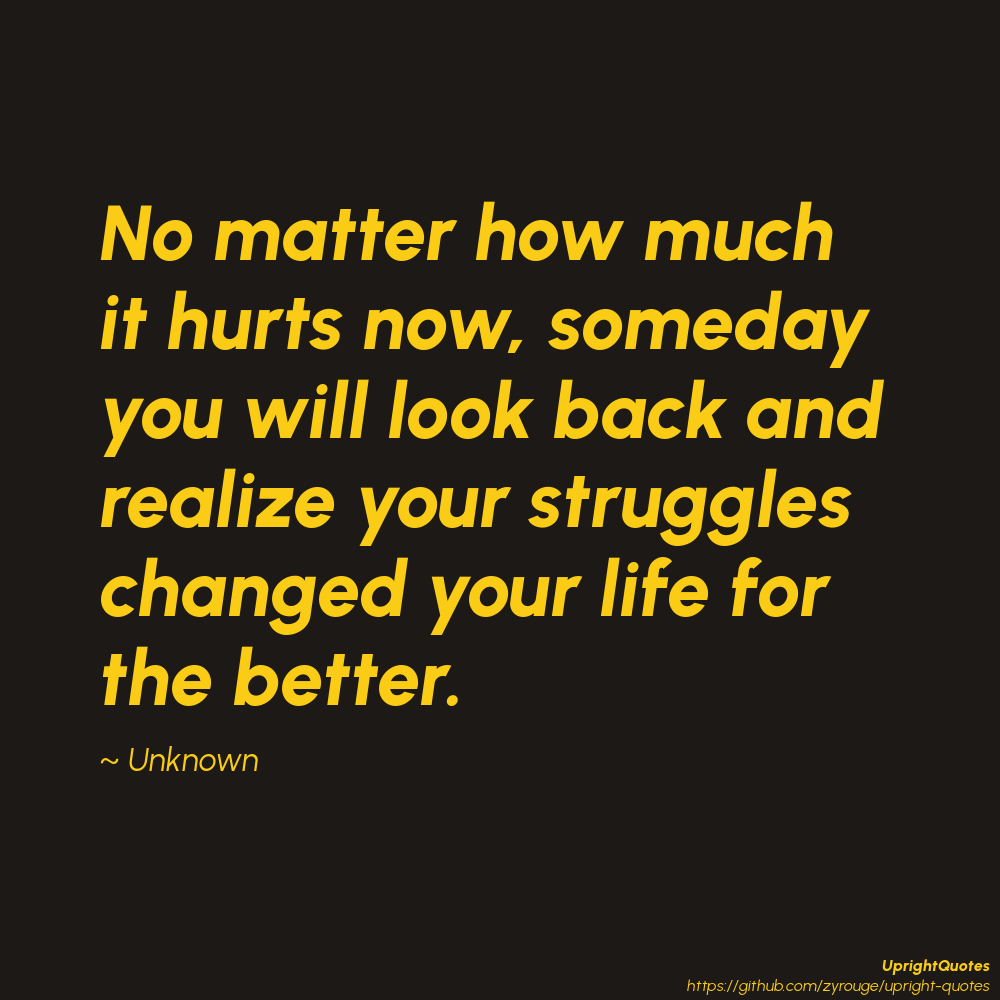 No matter how much
it hurts now, someday
you will look back and
realize your struggles
changed your life for
the better.
~ Unknown
UprightQuotes
https://github.com/zyrouge/upright-quotes